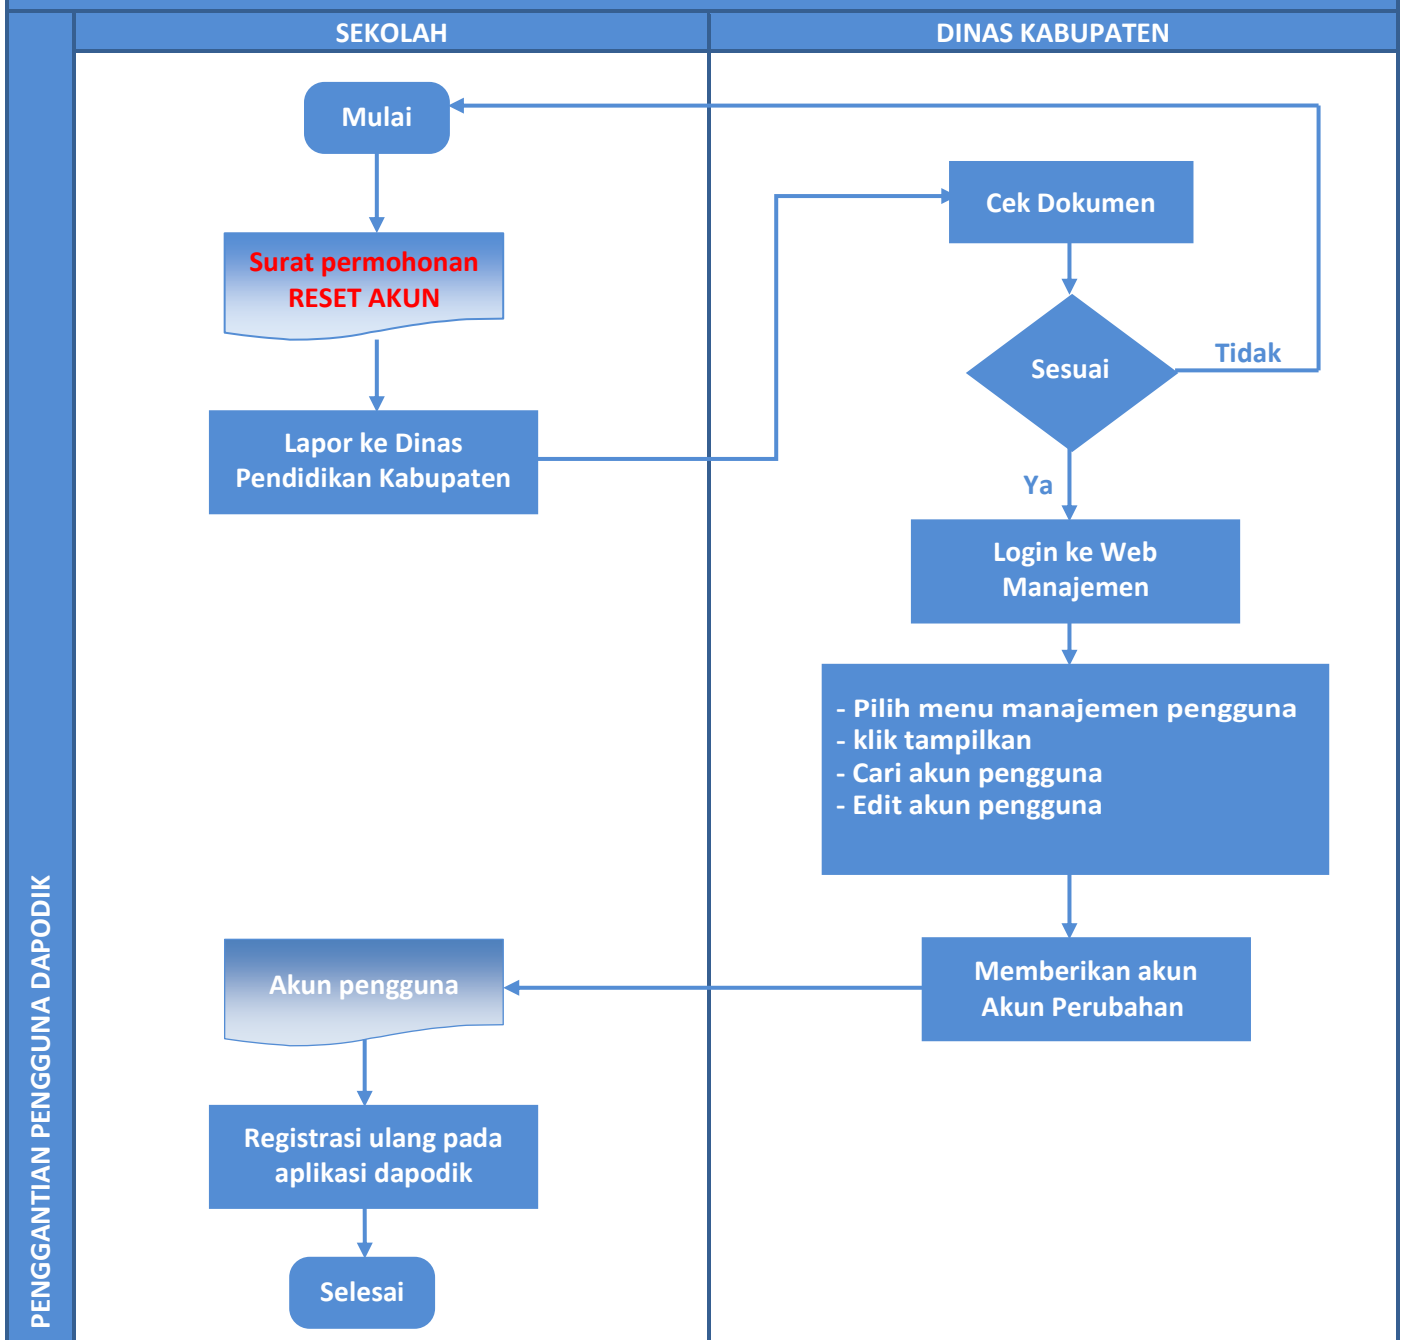 SEKOLAH
DINAS KABUPATEN
PENGGANTIAN PENGGUNA DAPODIK
Mulai
Surat permohonan
RESET AKUN
Lapor ke Dinas
Pendidikan Kabupaten
Cek Dokumen
Sesuai
Tidak
Ya
Login ke Web
Manajemen
- Pilih menu manajemen pengguna
- klik tampilkan
- Cari akun pengguna
- Edit akun pengguna
Memberikan akun
Akun Perubahan
Akun pengguna
Registrasi ulang pada
aplikasi dapodik
Selesai